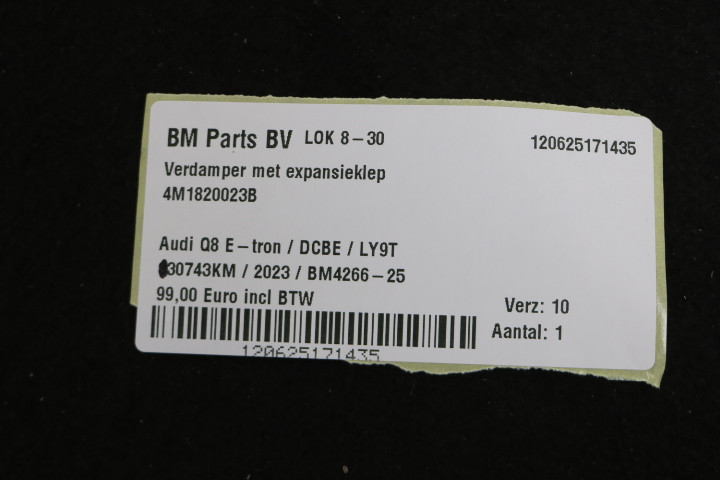 BM Parts BV LOK 8-30 120625171435
Verdamper met expansieklep
4M1820023B
Audi Q8 E-tron / DCBE / LY9T
30743KM / 2023 / BM4266-25
99,00 Euro incl BTW Verz: 10
Aantal: 1
120625171435